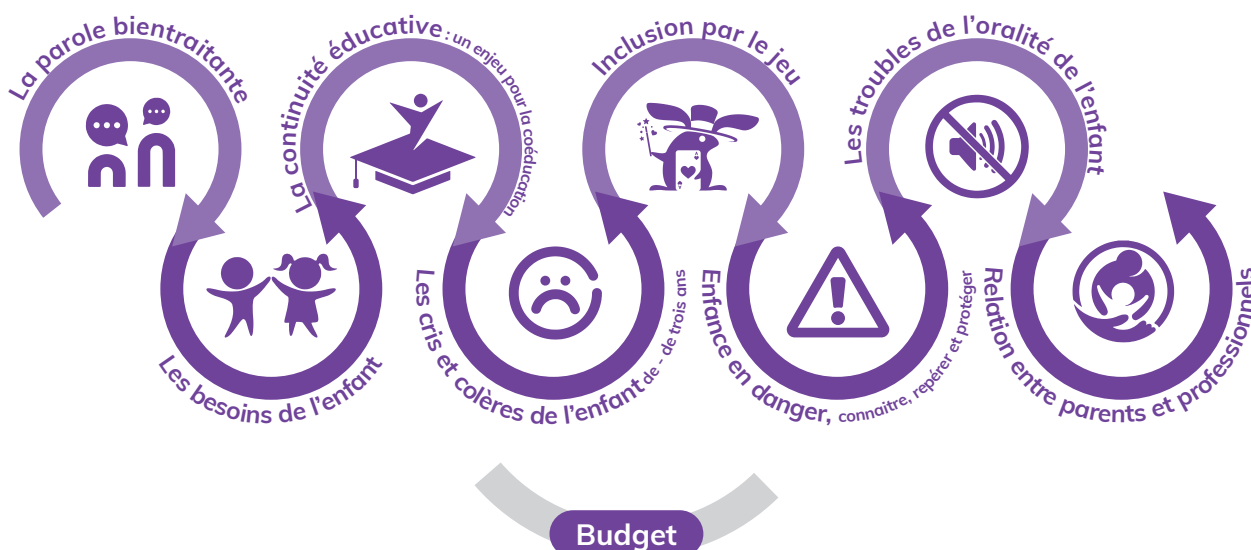 La parole bientraitante
Les besoins de l’enfant
La continuité éducative : un enjeu pour la coéducation
Les cris et colères de l’enfant de - de trois ans
Inclusion par le jeu
Enfance en danger, connaitre, repérer et protéger
Les troubles de l’oralité de l’enfant
Relation entre parents et professionnels
Budget